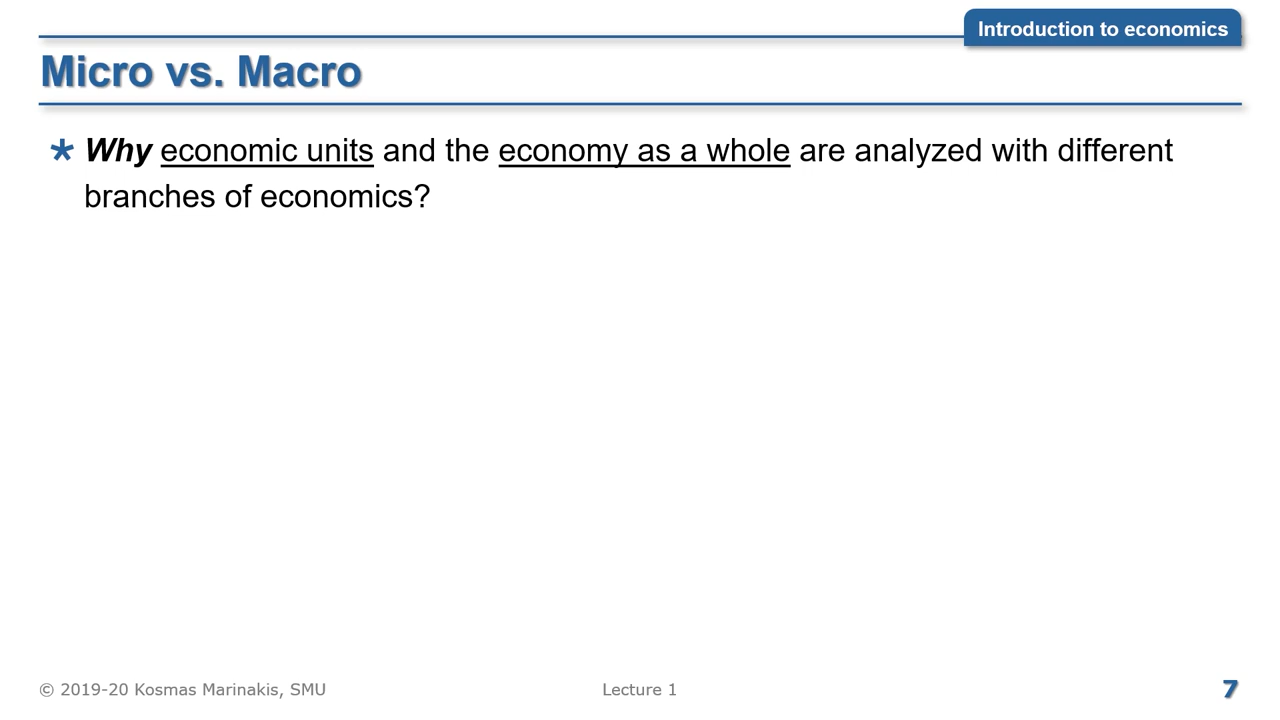 Introduction to economics
Micro vs. Macro
* Why economic units and the economy as a whole are analyzed with different
branches of economics?
© 2019-20 Kosmas Marinakis, SMU
Lecture 1
7